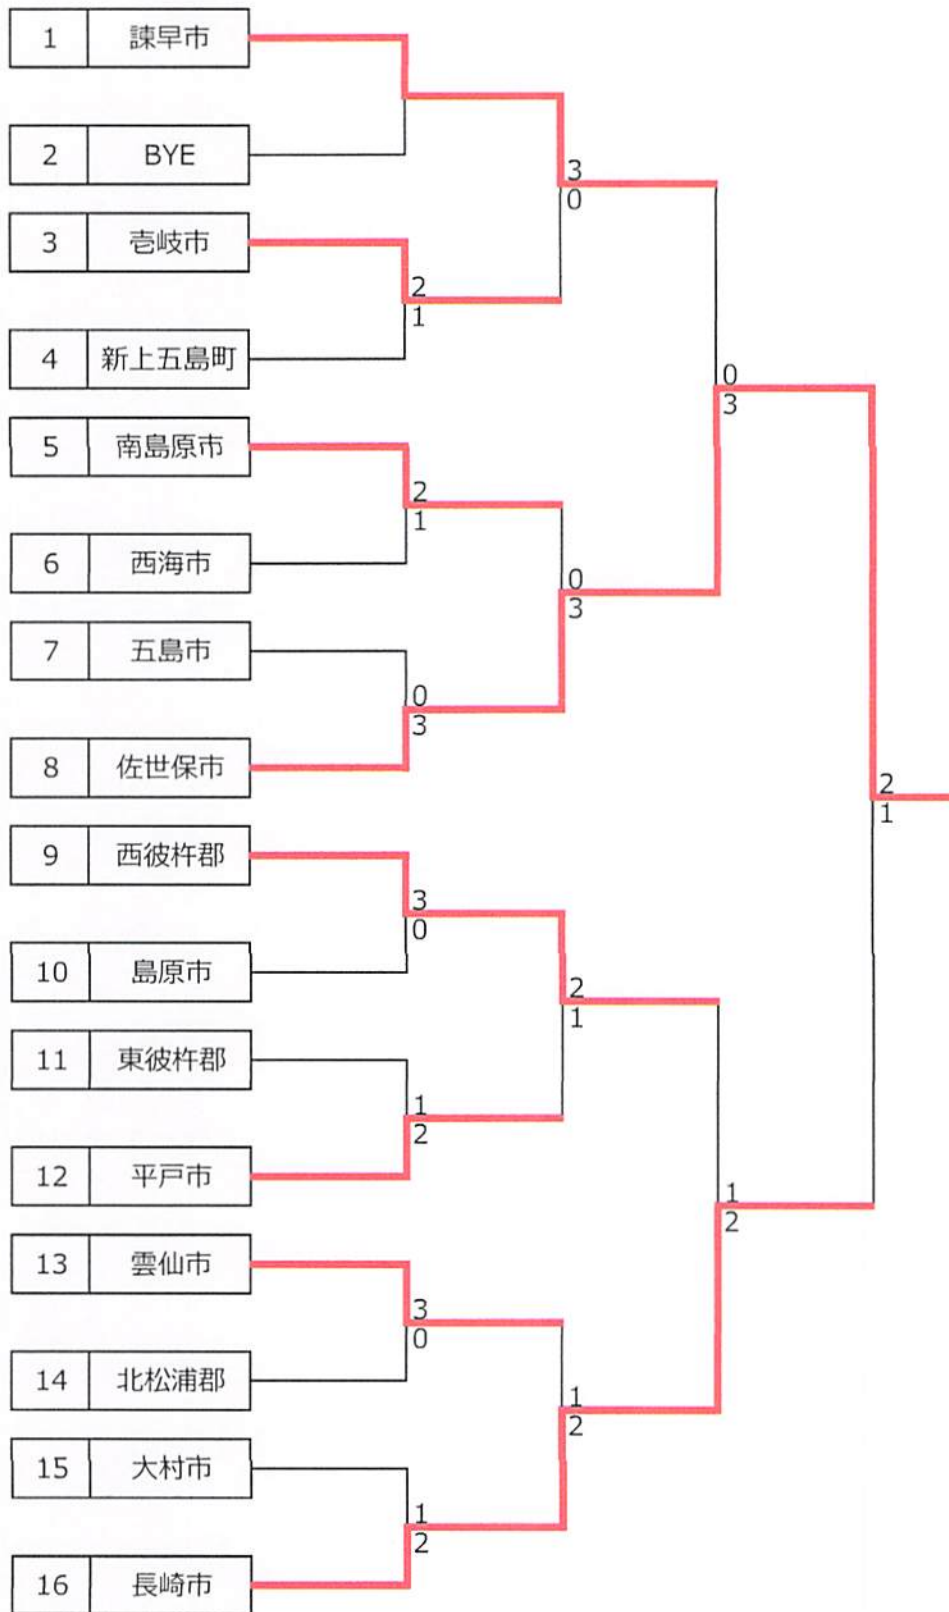 1 諫早市
2 BYE
3
0
3 壱岐市
2
1
4 新上五島町
0
3
5 南島原市
2
1
6 西海市
0
3
7 五島市
0
3
8 佐世保市
2
1
9 西彼杵郡
3
0
10 島原市
2
1
11 東彼杵郡
1
2
12 平戸市
1
2
13 雲仙市
3
0
14 北松浦郡
1
2
15 大村市
1
2
16 長崎市